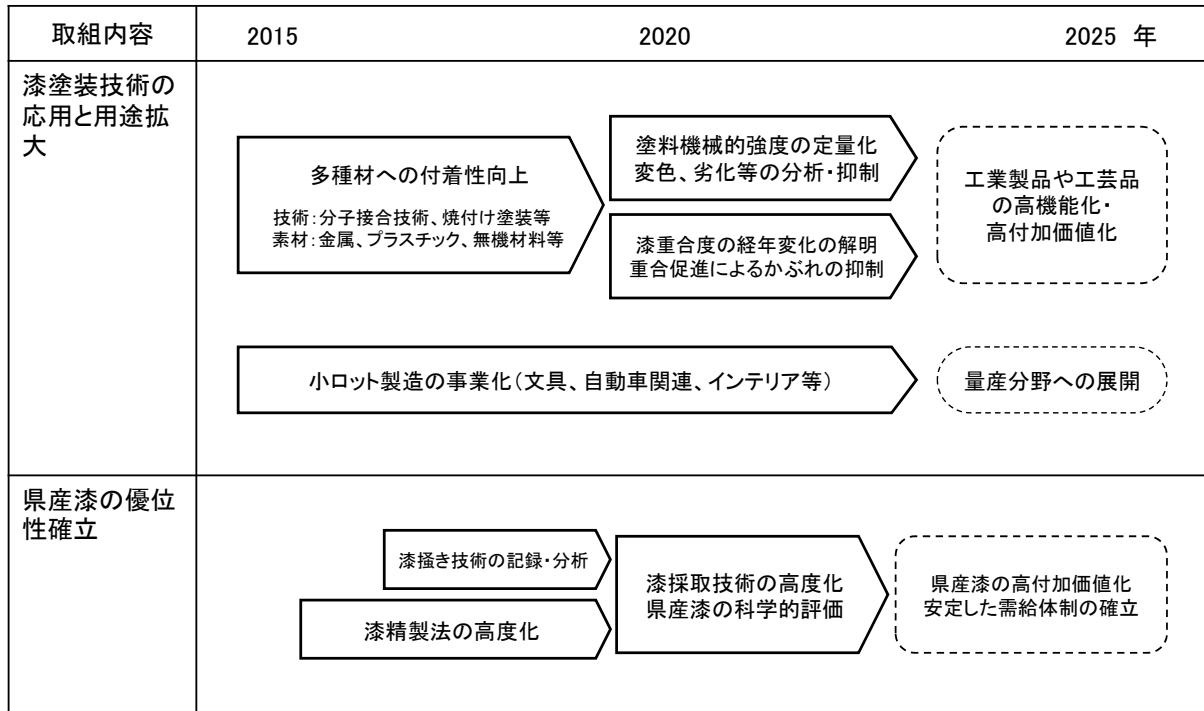 取組内容
2015
2020
2025 年
漆塗装技術の
応用と用途拡
大
多種材への付着性向上
技術：分子接合技術、焼付け塗装等
素材：金属、プラスチック、無機材料等
塗料機械的強度の定量化
変色、劣化等の分析・抑制
漆重合度の経年変化の解明
重合促進によるかぶれの抑制
工業製品や工芸品
の高機能化・
高付加価値化
小ロット製造の事業化（文具、自動車関連、インテリア等）
量産分野への展開
県産漆の優位
性確立
漆掻き技術の記録・分析
漆精製法の高度化
漆採取技術の高度化
県産漆の科学的評価
県産漆の高付加価値化
安定した需給体制の確立